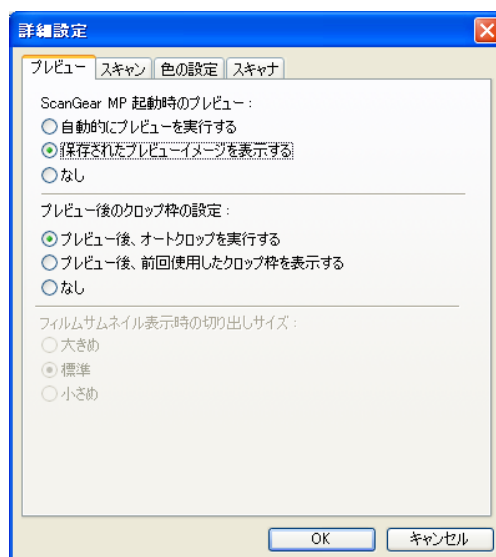 詳細設定
プレビュー スキャン 色の設定 スキャナ
ScanGear MP 起動時のプレビュー :
自動的にプレビューを実行する
保存されたプレビューイメージを表示する
なし
プレビュー後のクロップ枠の設定 :
プレビュー後、オートクロップを実行する
プレビュー後、前回使用したクロップ枠を表示する
なし
フィルムサムネイル表示時の切り出しサイズ :
大きめ
標準
小さめ
OK キャンセル